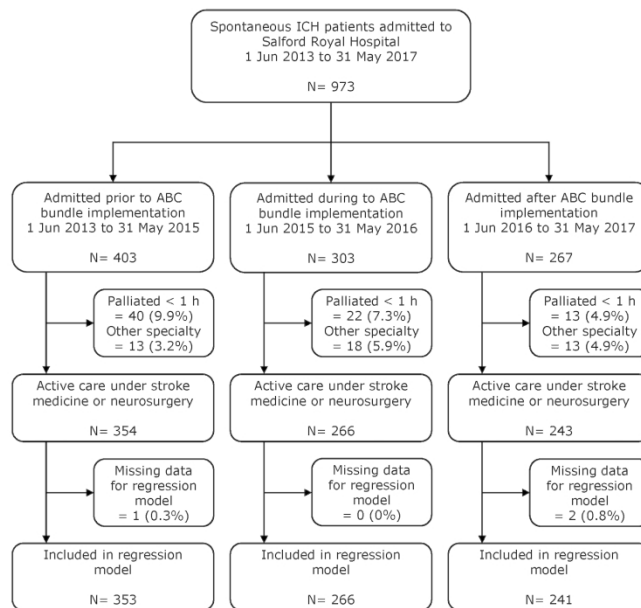 Spontaneous ICH patients admitted to
Salford Royal Hospital
1 Jun 2013 to 31 May 2017
N= 973
Admitted prior to ABC
bundle implementation
1 Jun 2013 to 31 May 2015
N= 403
Admitted during to ABC
bundle implementation
1 Jun 2015 to 31 May 2016
N= 303
Admitted after ABC bundle
implementation
1 Jun 2016 to 31 May 2017
N= 267
Palliated < 1 h
= 40 (9.9%)
Other specialty
= 13 (3.2%)
Palliated < 1 h
= 22 (7.3%)
Other specialty
= 18 (5.9%)
Palliated < 1 h
= 13 (4.9%)
Other specialty
= 13 (4.9%)
Active care under stroke
medicine or neurosurgery
N= 354
Active care under stroke
medicine or neurosurgery
N= 266
Active care under stroke
medicine or neurosurgery
N= 243
Missing data
for regression
model
= 1 (0.3%)
Missing data
for regression
model
= 0 (0%)
Missing data
for regression
model
= 2 (0.8%)
Included in regression
model
N= 353
Included in regression
model
N= 266
Included in regression
model
N= 241